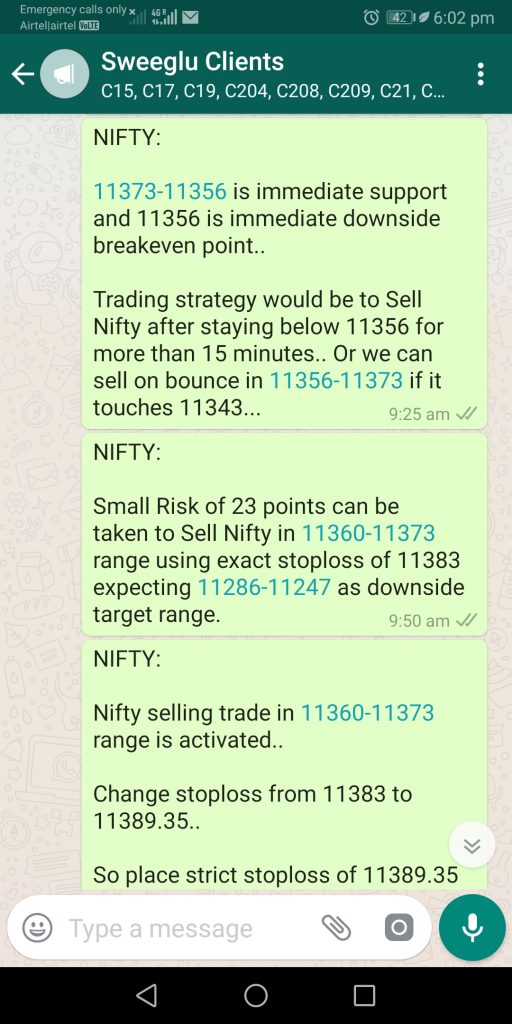 Emergency calls only
Airtel|airtel VoLTE
4G R
42
6:02 pm
Sweeglu Clients
C15, C17, C19, C204, C208, C209, C21, C...
NIFTY:
11373-11356 is immediate support
and 11356 is immediate downside
breakeven point..
Trading strategy would be to Sell
Nifty after staying below 11356 for
more than 15 minutes.. Or we can
sell on bounce in 11356-11373 if it
touches 11343...
9:25 am
NIFTY:
Small Risk of 23 points can be
taken to Sell Nifty in 11360-11373
range using exact stoploss of 11383
expecting 11286-11247 as downside
target range.
9:50 am
NIFTY:
Nifty selling trade in 11360-11373
range is activated..
Change stoploss from 11383 to
11389.35..
So place strict stoploss of 11389.35
Type a message